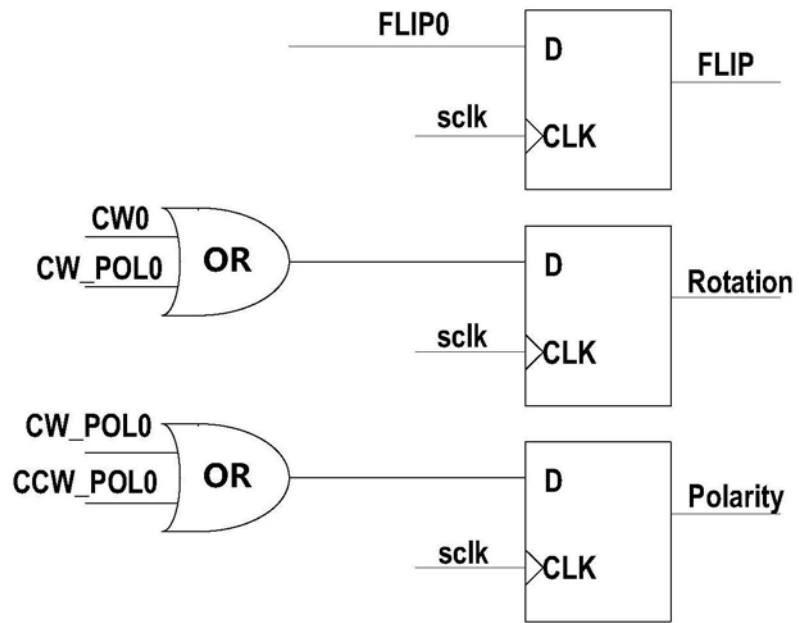 FLIP0
D
FLIP
sclk
CLK
CW0
CW_POL0
OR
D
Rotation
sclk
CLK
CW_POL0
CCW_POL0
OR
D
Polarity
sclk
CLK